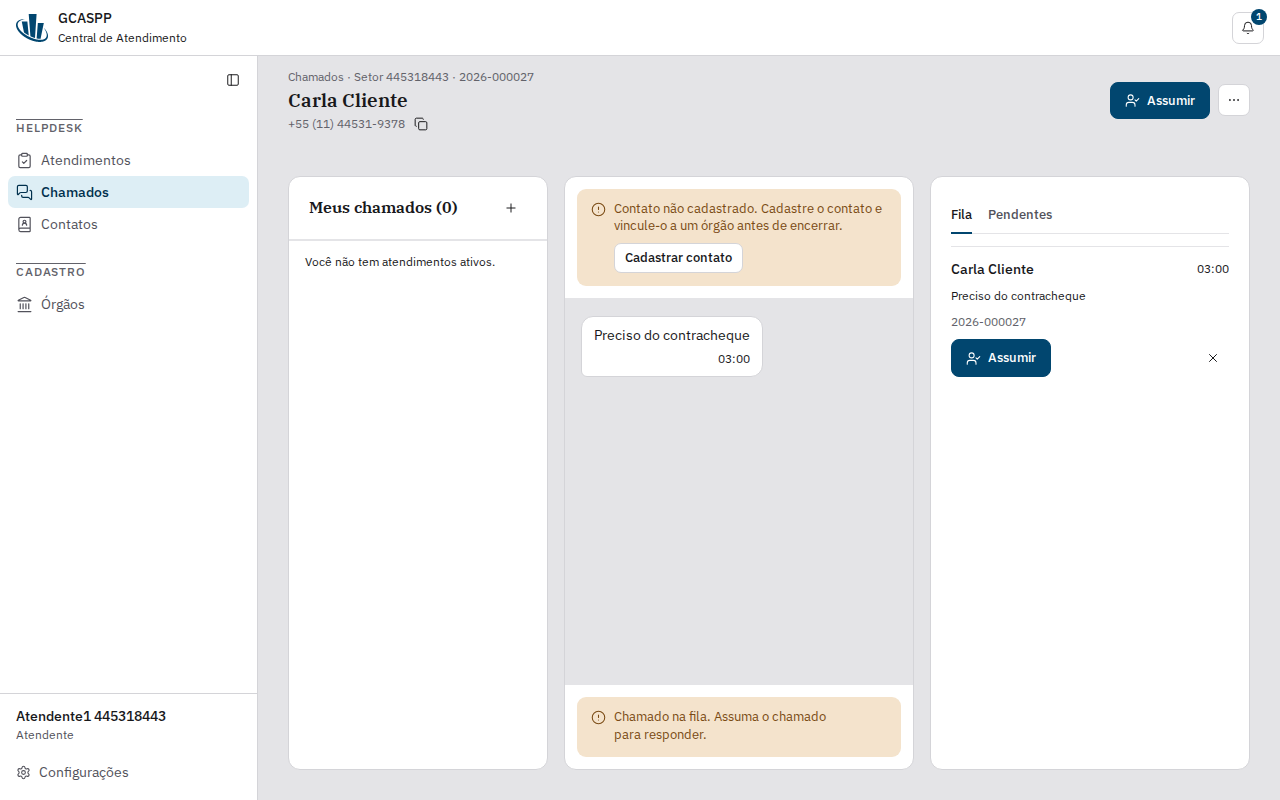 GCASPP
Central de Atendimento
1
HELPDESK
Atendimentos
Chamados
Contatos
CADASTRO
Órgãos
Atendente1 445318443
Atendente
Configurações
Chamados · Setor 445318443 · 2026-000027
Carla Cliente
+55 (11) 44531-9378
Assumir
Meus chamados (0)
Você não tem atendimentos ativos.
Contato não cadastrado. Cadastre o contato e
vincule-o a um órgão antes de encerrar.
Cadastrar contato
Preciso do contracheque
03:00
Chamado na fila. Assuma o chamado
para responder.
Fila Pendentes
Carla Cliente 03:00
Preciso do contracheque
2026-000027
Assumir